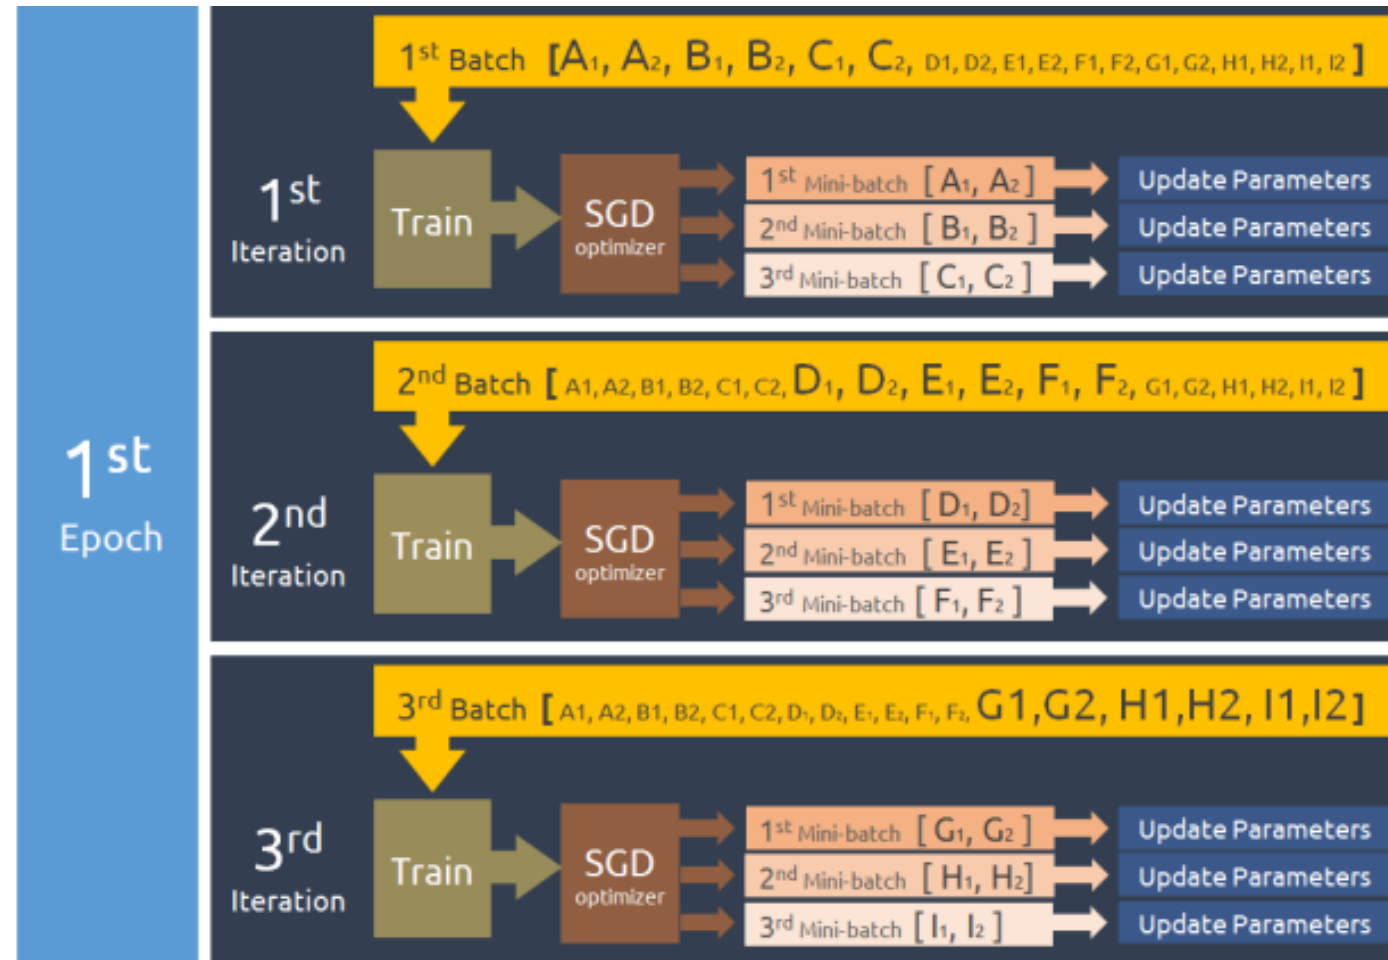 1st Epoch
1st Batch [A1, A2, B1, B2, C1, C2, D1, D2, E1, E2, F1, F2, G1, G2, H1, H2, I1, I2 ]
1st Iteration
Train
SGD optimizer
1st Mini-batch [ A1, A2 ]
Update Parameters
2nd Mini-batch [ B1, B2 ]
Update Parameters
3rd Mini-batch [ C1, C2 ]
Update Parameters
2nd Batch [ A1, A2, B1, B2, C1, C2, D1, D2, E1, E2, F1, F2, G1, G2, H1, H2, I1, I2 ]
2nd Iteration
Train
SGD optimizer
1st Mini-batch [ D1, D2]
Update Parameters
2nd Mini-batch [ E1, E2 ]
Update Parameters
3rd Mini-batch [ F1, F2 ]
Update Parameters
3rd Batch [ A1, A2, B1, B2, C1, C2, D1, D2, E1, E2, F1, F2, G1,G2, H1,H2, I1,I2]
3rd Iteration
Train
SGD optimizer
1st Mini-batch [ G1, G2 ]
Update Parameters
2nd Mini-batch [ H1, H2]
Update Parameters
3rd Mini-batch [ I1, I2 ]
Update Parameters